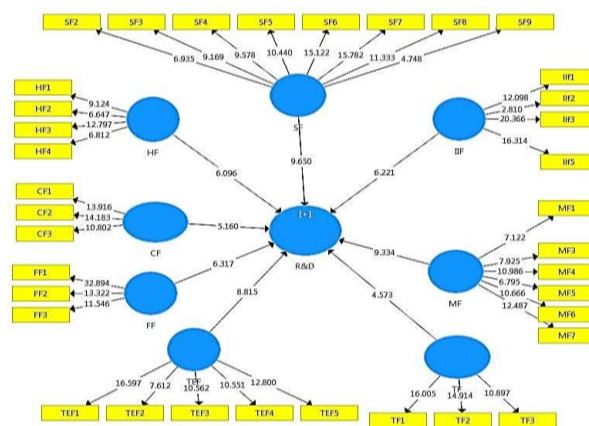 SF2 SF3 SF4 SF5 SF6 SF7 SF8 SF9
6.935 9.169 9.578 10.440 15.122 15.782 11.333 4.748
SF
HF1
HF2
HF3
HF4
9.124
6.647
12.797
6.812
HF
IIf1
IIf2
IIf3
IIf5
12.098
2.810
20.366
16.314
IIF
6.096
9.650
6.221
CF1
CF2
CF3
13.916
14.183
10.802
CF
5.160
[+]
R&D
FF1
FF2
FF3
32.894
13.322
11.546
FF
6.317
8.815
9.334
4.573
MF1
MF3
MF4
MF5
MF6
MF7
7.122
7.925
10.986
6.795
10.666
12.487
MF
TEF
16.597 7.612 10.562 10.551 12.800
TEF1 TEF2 TEF3 TEF4 TEF5
TF
16.005 14.914 10.897
TF1 TF2 TF3